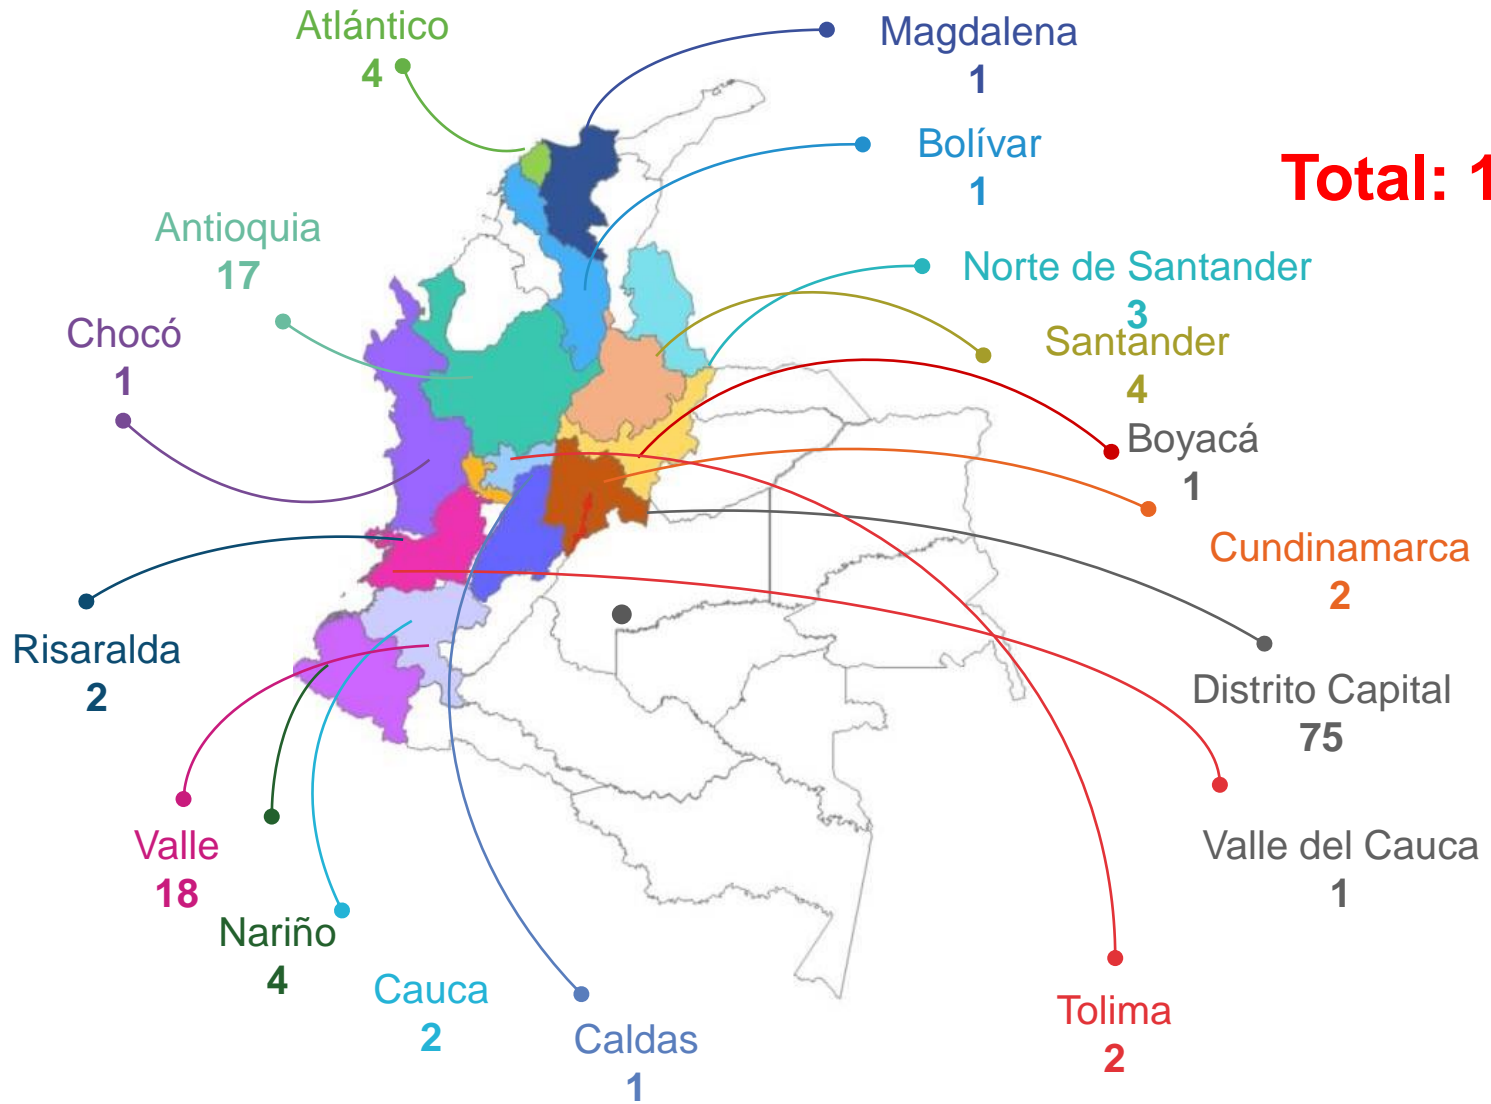 Atlántico
4
Magdalena
1
Bolívar
1
Total: 1
Antioquia
17
Norte de Santander
3
Chocó
1
Santander
4
Boyacá
1
Cundinamarca
2
Risaralda
2
Distrito Capital
75
Valle
18
Valle del Cauca
1
Nariño
4
Cauca
2
Caldas
1
Tolima
2